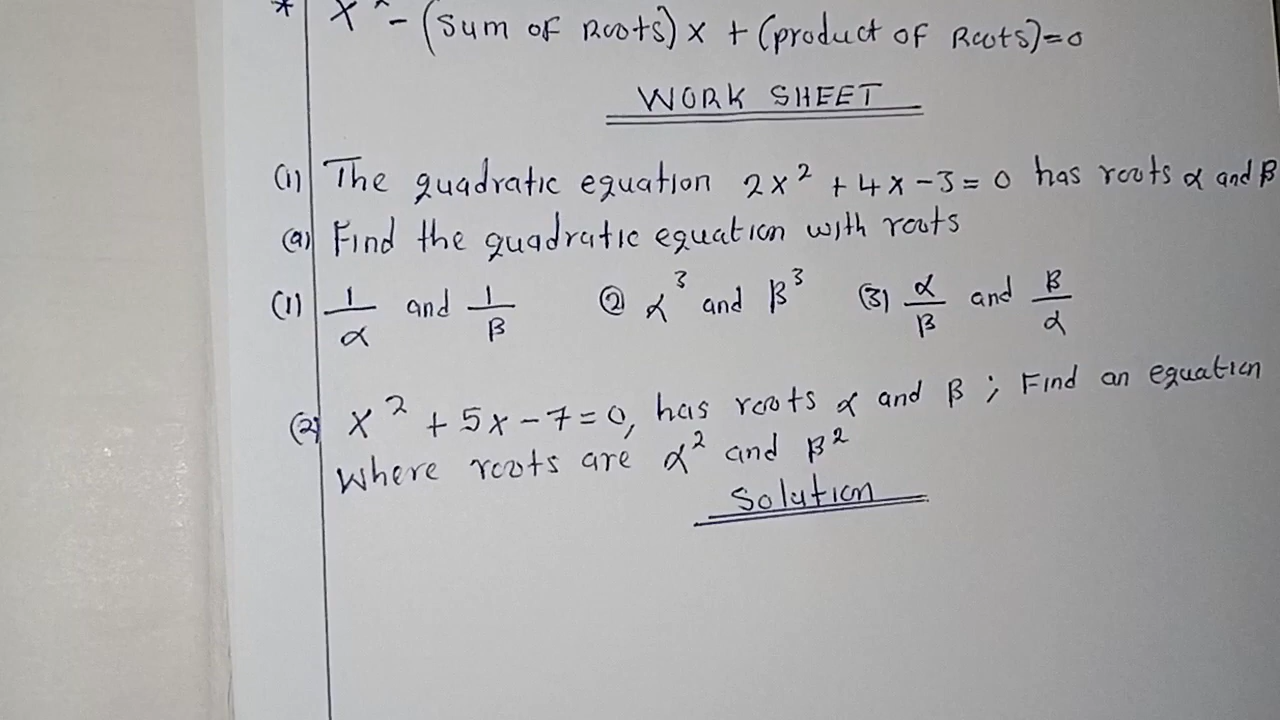 * x² - (Sum of Roots) x + (product of Roots) = 0
WORK SHEET
(1) The quadratic equation 2x² + 4x - 3 = 0 has roots α and β
(a) Find the quadratic equation with roots
(1) 1/α and 1/β ② α³ and β³ (3) α/β and β/α
(2) x² + 5x - 7 = 0, has roots α and β ; Find an equation
where roots are α² and β²
Solution